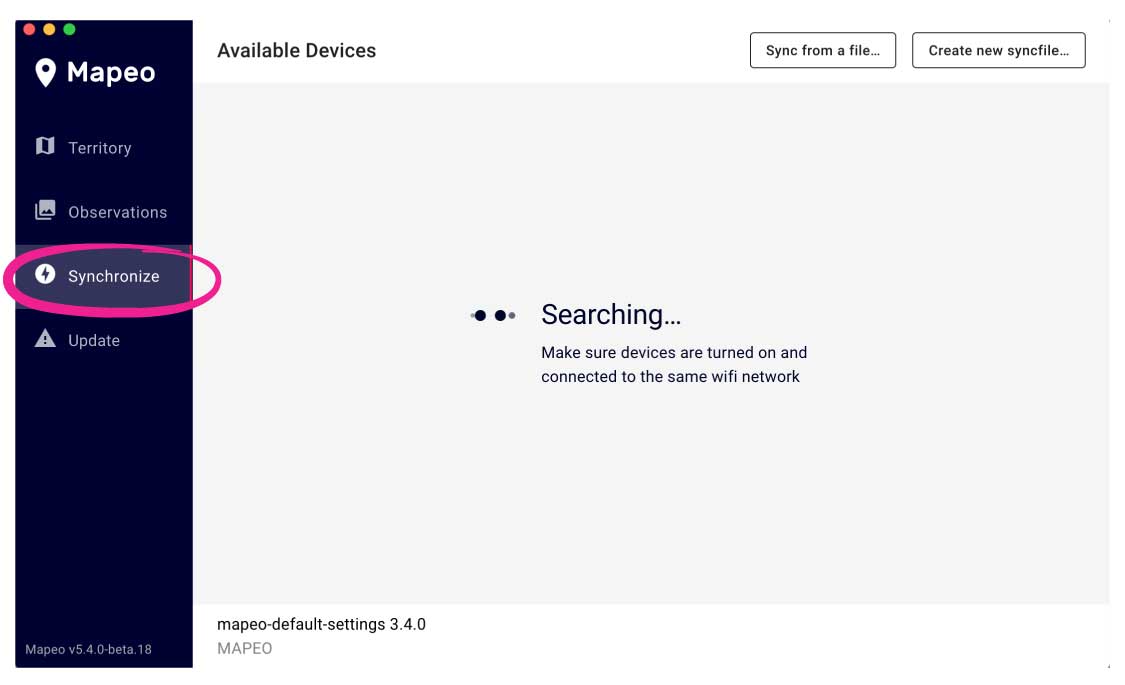 Mapeo
Territory
Observations
Synchronize
Update
Mapeo v5.4.0-beta.18
Available Devices
Sync from a file...
Create new syncfile...
Searching...
Make sure devices are turned on and
connected to the same wifi network
mapeo-default-settings 3.4.0
MAPEO